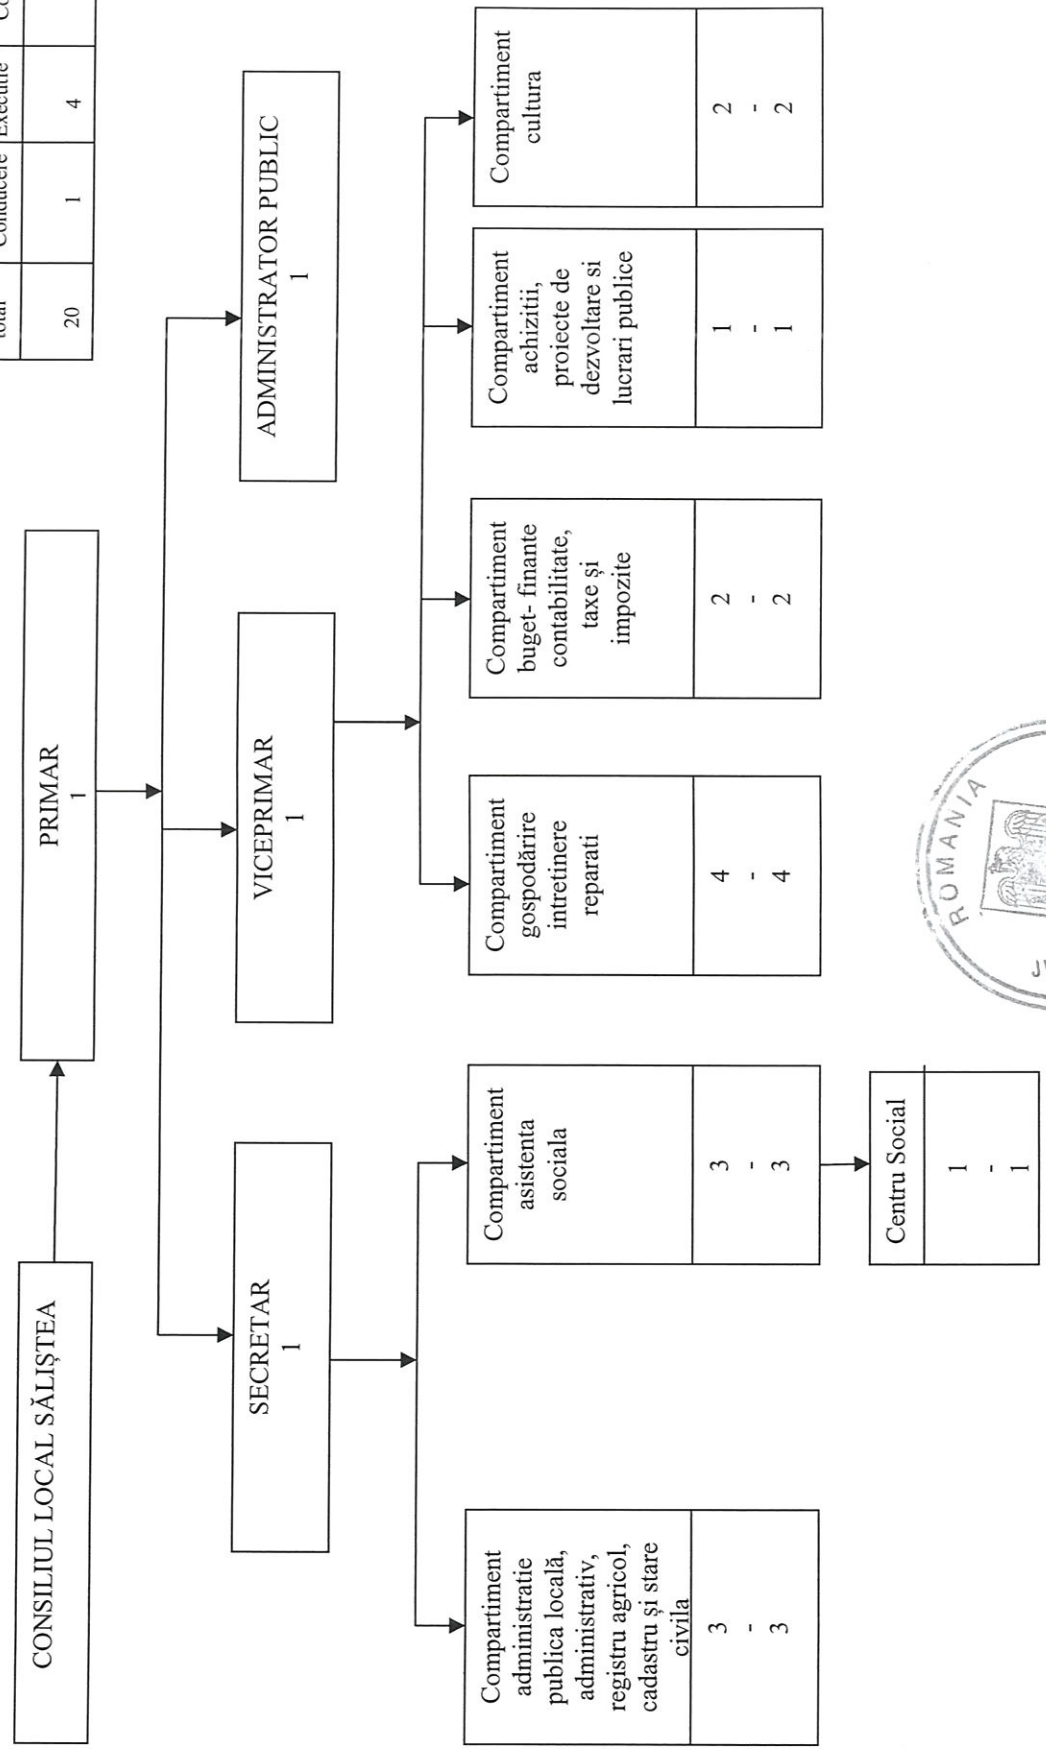 total
Conducere
Executie
20
1
4
CONSILIUL LOCAL SĂLIȘTEA
PRIMAR
1
SECRETAR
1
VICEPRIMAR
1
ADMINISTRATOR PUBLIC
1
Compartiment
administratie
publica locală,
administrativ,
registru agricol,
cadastru și stare
civila
3
-
3
Compartiment
asistenta
sociala
3
-
3
Compartiment
gospodărire
intretinere
reparati
4
-
4
Compartiment
buget- finante
contabilitate,
taxe și
impozite
2
-
2
Compartiment
achizitii,
proiecte de
dezvoltare si
lucrari publice
1
-
1
Compartiment
cultura
2
-
2
Centru Social
1
-
1
ROMANIA